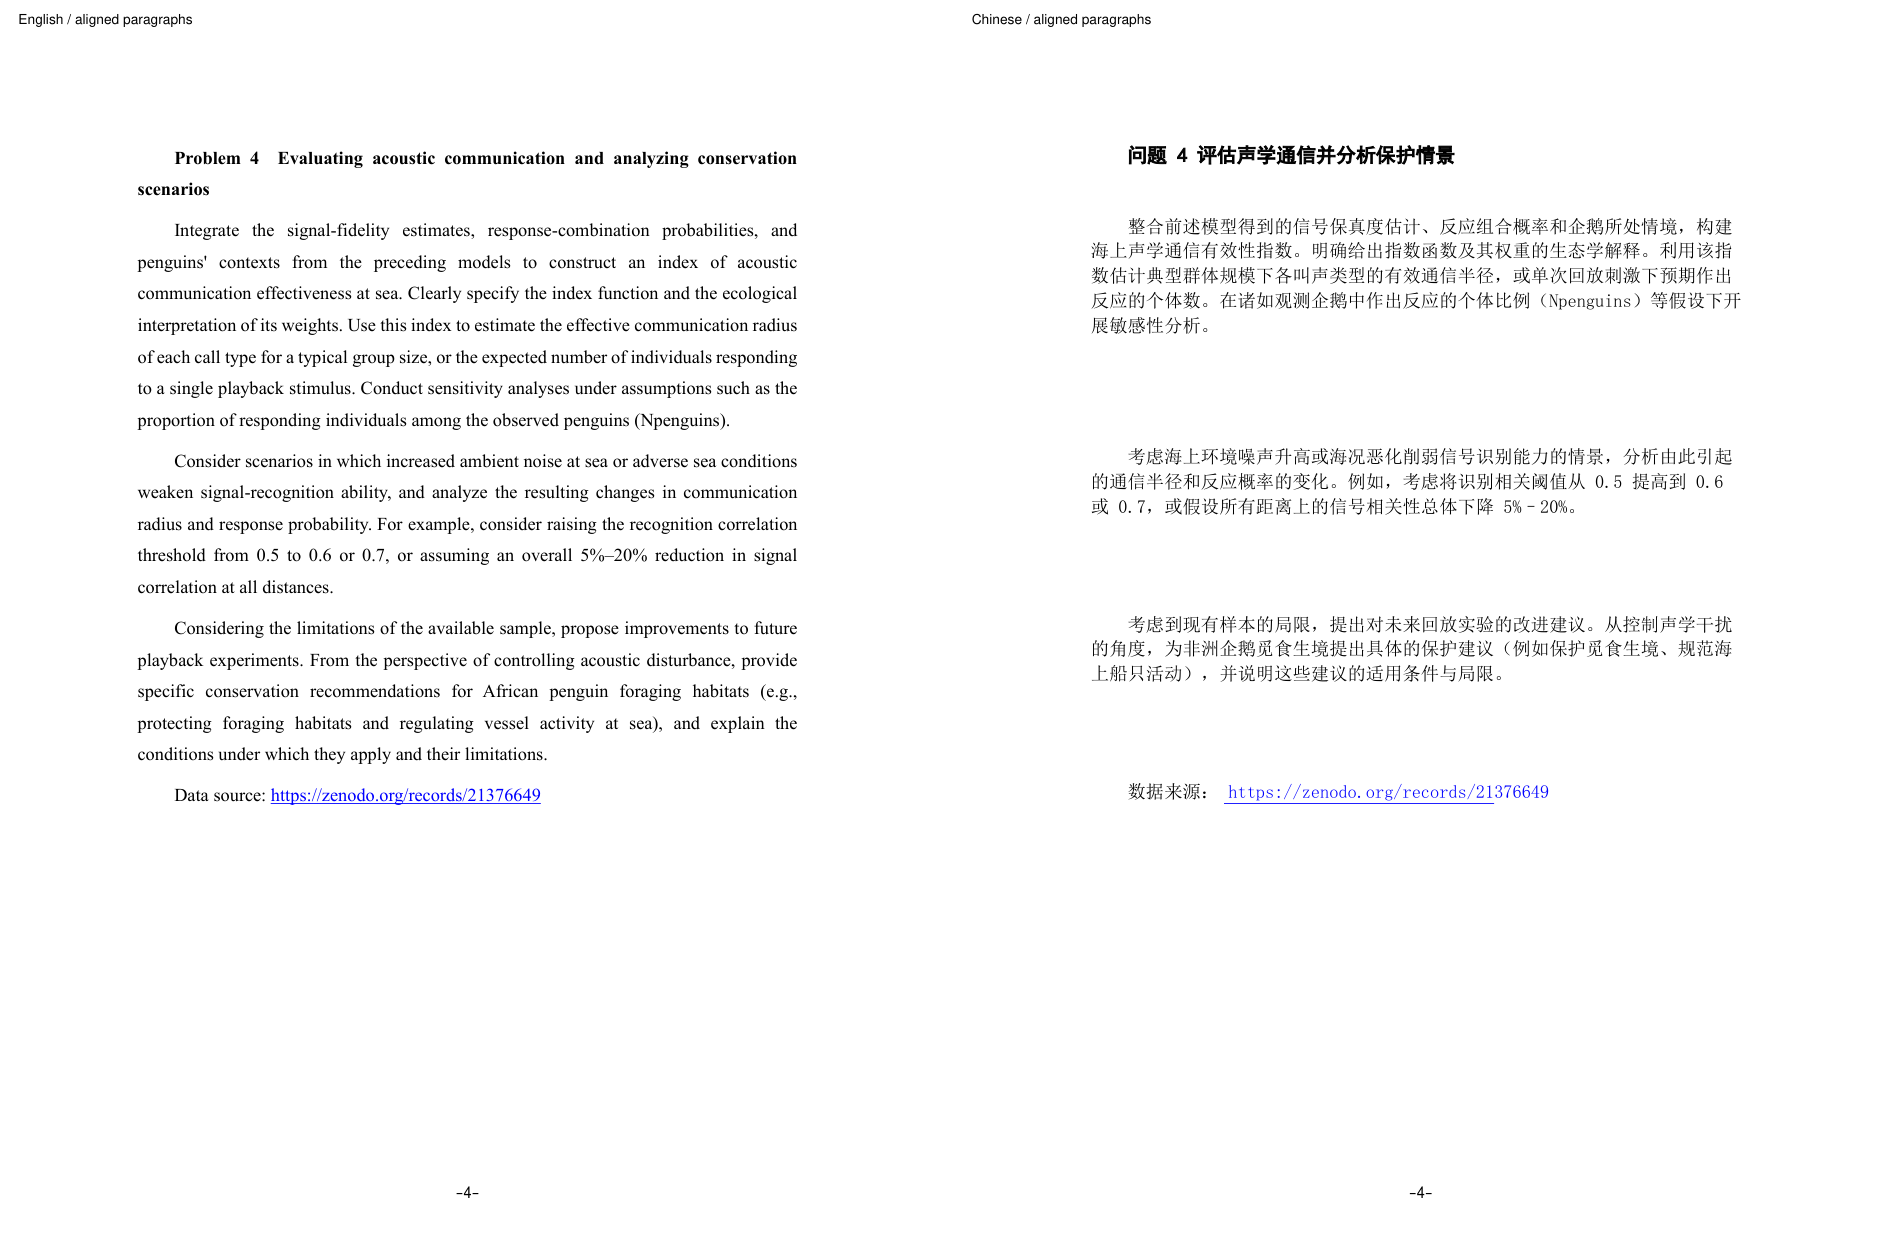 English / aligned paragraphs
Problem 4 Evaluating acoustic communication and analyzing conservation
scenarios
Integrate the signal-fidelity estimates, response-combination probabilities, and
penguins' contexts from the preceding models to construct an index of acoustic
communication effectiveness at sea. Clearly specify the index function and the ecological
interpretation of its weights. Use this index to estimate the effective communication radius
of each call type for a typical group size, or the expected number of individuals responding
to a single playback stimulus. Conduct sensitivity analyses under assumptions such as the
proportion of responding individuals among the observed penguins (Npenguins).
Consider scenarios in which increased ambient noise at sea or adverse sea conditions
weaken signal-recognition ability, and analyze the resulting changes in communication
radius and response probability. For example, consider raising the recognition correlation
threshold from 0.5 to 0.6 or 0.7, or assuming an overall 5%–20% reduction in signal
correlation at all distances.
Considering the limitations of the available sample, propose improvements to future
playback experiments. From the perspective of controlling acoustic disturbance, provide
specific conservation recommendations for African penguin foraging habitats (e.g.,
protecting foraging habitats and regulating vessel activity at sea), and explain the
conditions under which they apply and their limitations.
Data source: https://zenodo.org/records/21376649
-4-
Chinese / aligned paragraphs
问题 4 评估声学通信并分析保护情景
整合前述模型得到的信号保真度估计、反应组合概率和企鹅所处情境，构建
海上声学通信有效性指数。明确给出指数函数及其权重的生态学解释。利用该指
数估计典型群体规模下各叫声类型的有效通信半径，或单次回放刺激下预期作出
反应的个体数。在诸如观测企鹅中作出反应的个体比例（Npenguins）等假设下开
展敏感性分析。
考虑海上环境噪声升高或海况恶化削弱信号识别能力的情景，分析由此引起
的通信半径和反应概率的变化。例如，考虑将识别相关阈值从 0.5 提高到 0.6
或 0.7，或假设所有距离上的信号相关性总体下降 5%–20%。
考虑到现有样本的局限，提出对未来回放实验的改进建议。从控制声学干扰
的角度，为非洲企鹅觅食生境提出具体的保护建议（例如保护觅食生境、规范海
上船只活动），并说明这些建议的适用条件与局限。
数据来源： https://zenodo.org/records/21376649
-4-